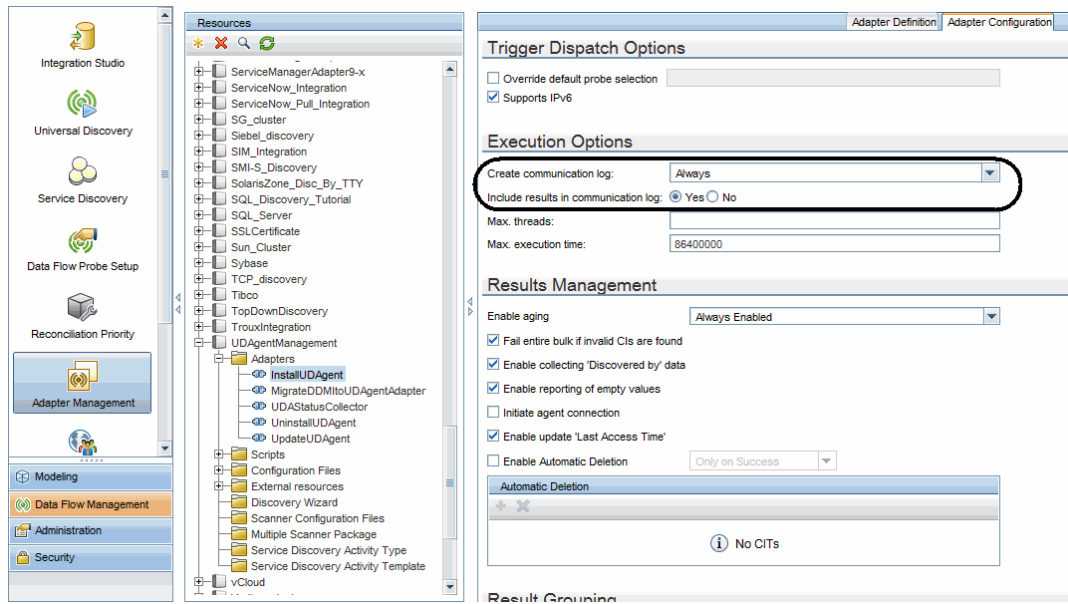 Integration Studio
Universal Discovery
Service Discovery
Data Flow Probe Setup
Reconciliation Priority
Adapter Management
Modeling
Data Flow Management
Administration
Security
Resources
ServiceManagerAdapter9-x
ServiceNow_Integration
ServiceNow_Pull_Integration
SG_cluster
Siebel_discovery
SIM_Integration
SMI-S_Discovery
SolarisZone_Disc_By_TTY
SQL_Discovery_Tutorial
SQL_Server
SSLCertificate
Sun_Cluster
Sybase
TCP_discovery
Tibco
TopDownDiscovery
TrouxIntegration
UDAgentManagement
Adapters
InstallUDAgent
MigrateDDMItoUDAgentAdapter
UDAStatusCollector
UninstallUDAgent
UpdateUDAgent
Scripts
Configuration Files
External resources
Discovery Wizard
Scanner Configuration Files
Multiple Scanner Package
Service Discovery Activity Type
Service Discovery Activity Template
vCloud
Adapter Definition Adapter Configuration
Trigger Dispatch Options
Override default probe selection
Supports IPv6
Execution Options
Create communication log: Always
Include results in communication log: Yes No
Max. threads:
Max. execution time: 86400000
Results Management
Enable aging Always Enabled
Fail entire bulk if invalid CIs are found
Enable collecting 'Discovered by' data
Enable reporting of empty values
Initiate agent connection
Enable update 'Last Access Time'
Enable Automatic Deletion Only on Success
Automatic Deletion
No CITs
Result Grouping